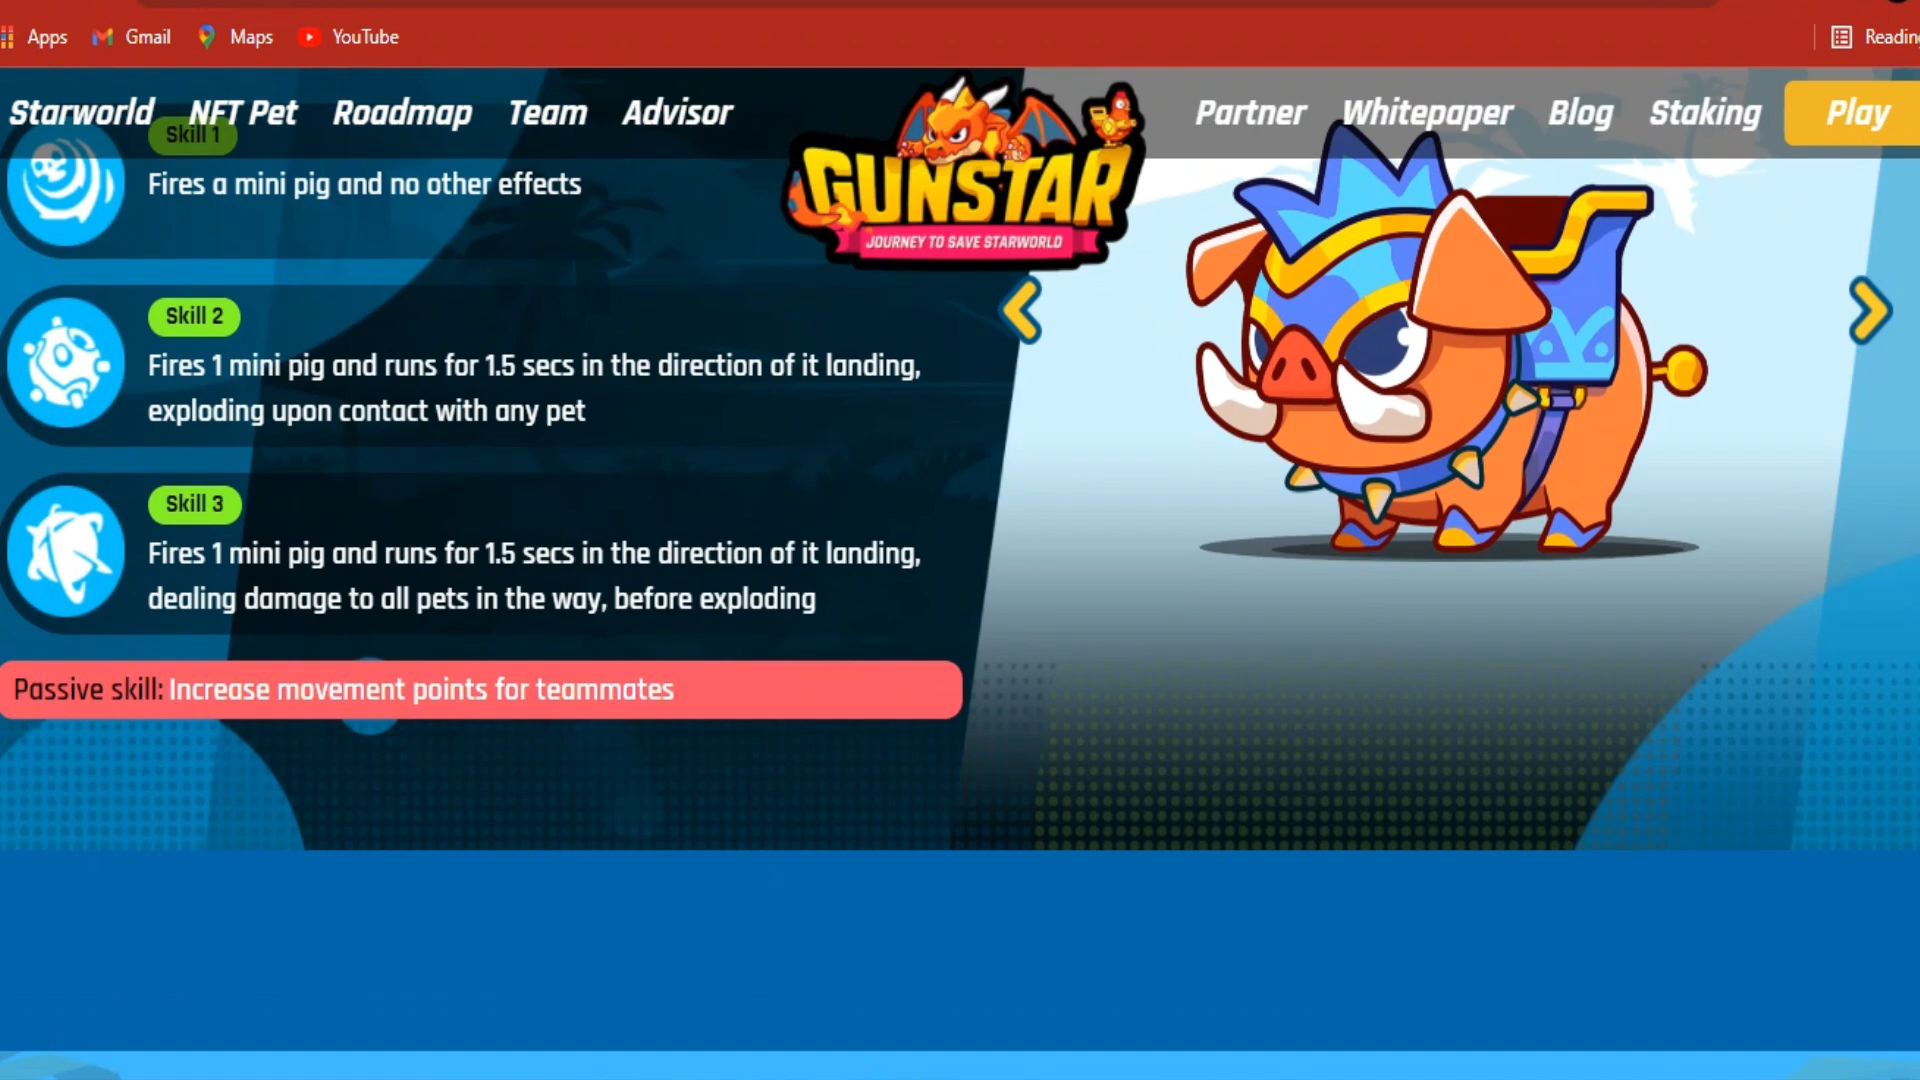 Apps Gmail Maps YouTube
Starworld NFT Pet Roadmap Team Advisor
GUNSTAR
JOURNEY TO SAVE STARWORLD
Partner Whitepaper Blog Staking Play
Skill 1
Fires a mini pig and no other effects
Skill 2
Fires 1 mini pig and runs for 1.5 secs in the direction of it landing,
exploding upon contact with any pet
Skill 3
Fires 1 mini pig and runs for 1.5 secs in the direction of it landing,
dealing damage to all pets in the way, before exploding
Passive skill: Increase movement points for teammates